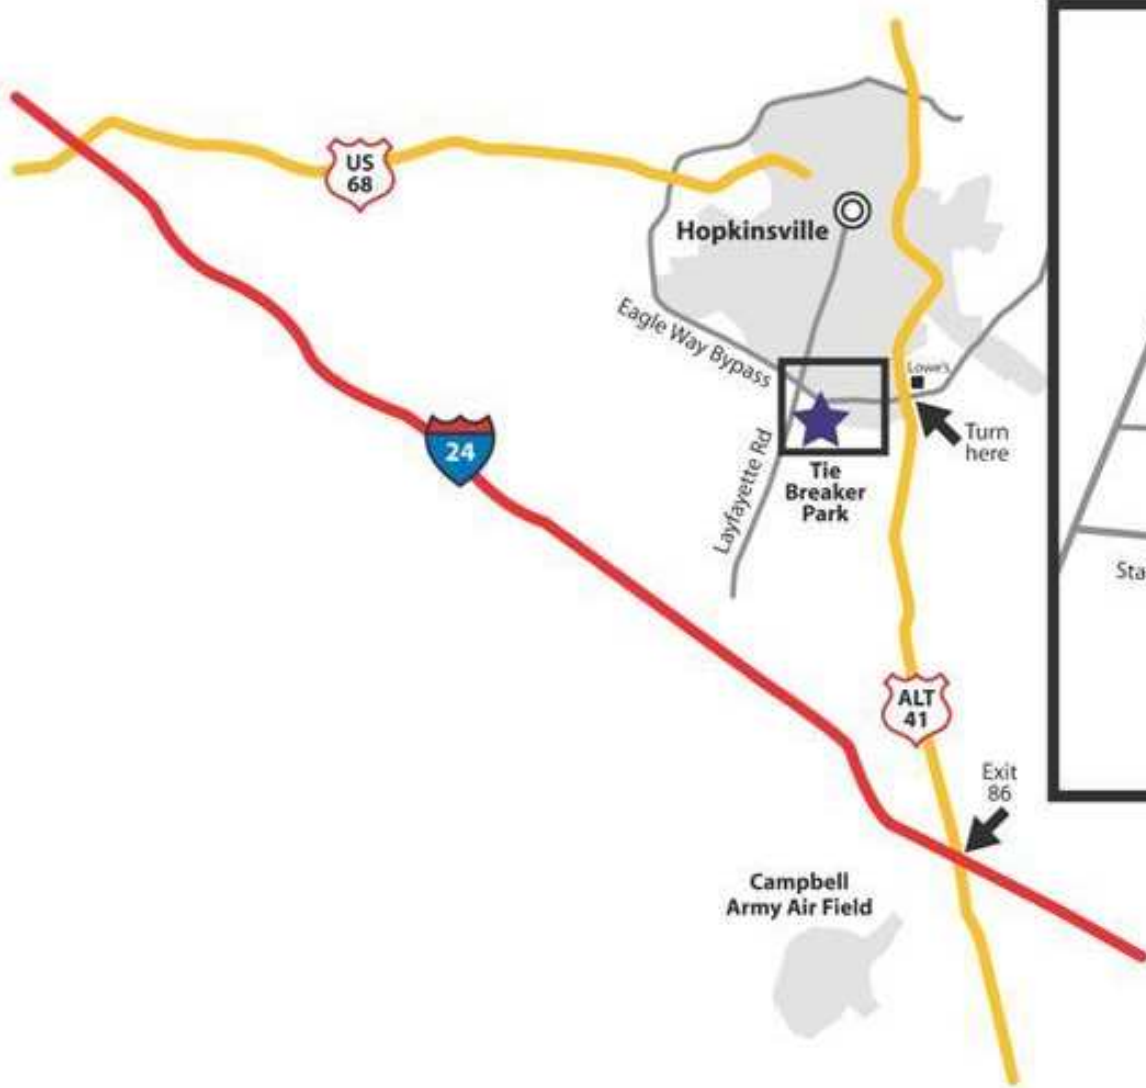 US
68
Hopkinsville
Eagle Way Bypass
Lowe's
Turn
here
24
Layfayette Rd
Tie
Breaker
Park
Sta
ALT
41
Exit
86
Campbell
Army Air Field